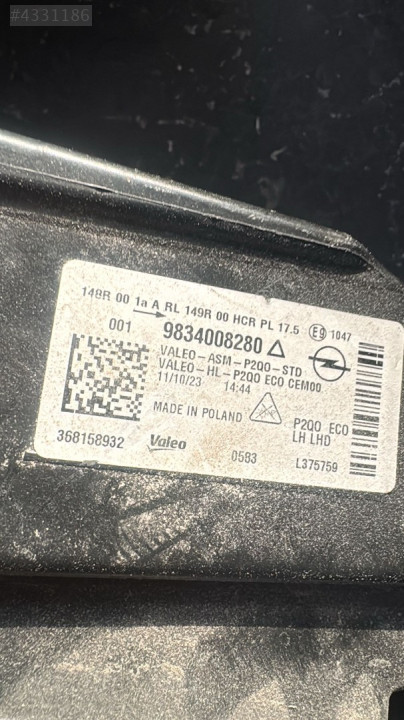 #4331186
148R 00 1a A RL 149R 00 HCR PL 17.5 E9 1047
001 9834008280
VALEO-ASM-P2QO-STD
VALEO-HL-P2QO ECO CEM00
11/10/23 14:44
MADE IN POLAND
P2QO ECO
LH LHD
368158932 Valeo 0583 L375759